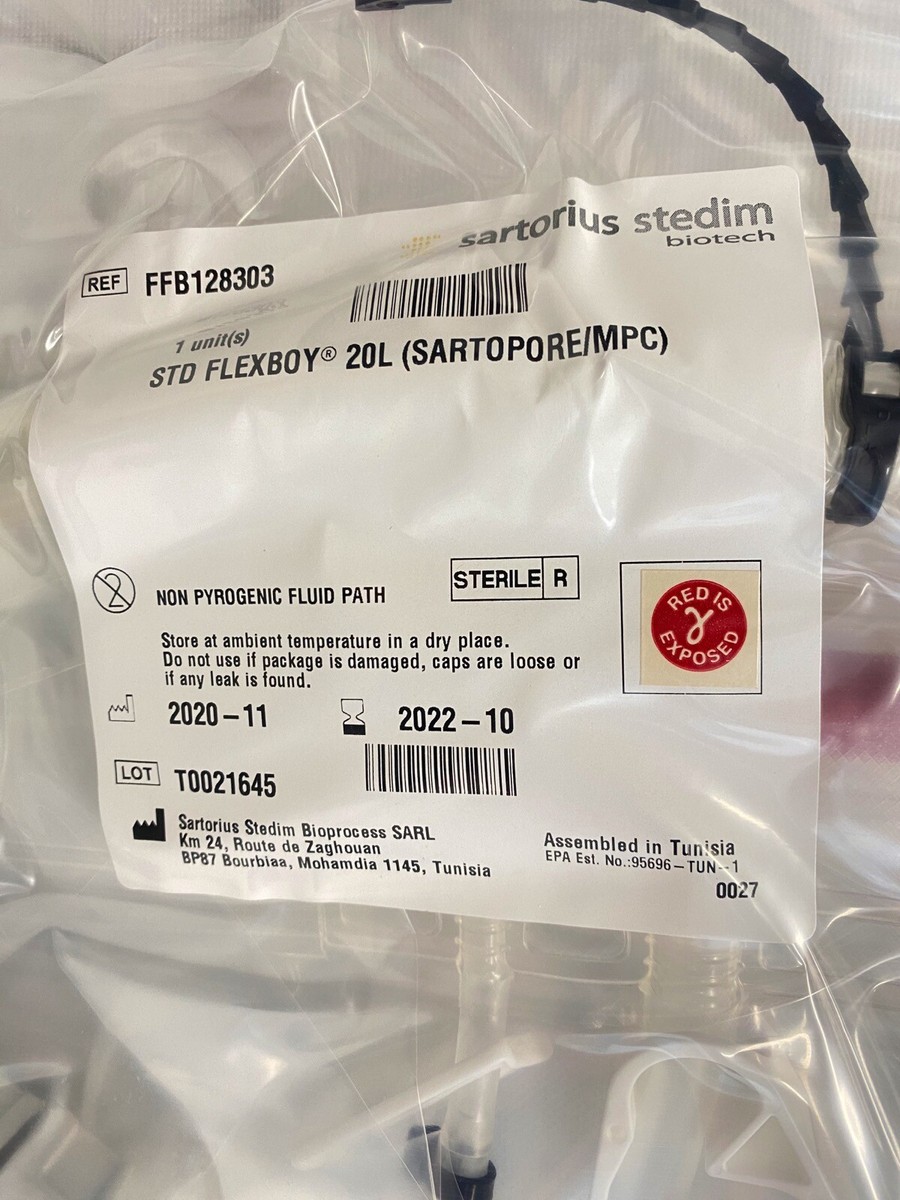 sartorius stedim
biotech
REF FFB128303
1 unit(s)
STD FLEXBOY® 20L (SARTOPORE/MPC)
2 NON PYROGENIC FLUID PATH
STERILE R
RED IS
γ
EXPOSED
Store at ambient temperature in a dry place.
Do not use if package is damaged, caps are loose or
if any leak is found.
2020-11 2022-10
LOT T0021645
Sartorius Stedim Bioprocess SARL
Km 24, Route de Zaghouan
BP87 Bourbiaa, Mohamdia 1145, Tunisia
Assembled in Tunisia
EPA Est. No.:95696-TUN-1
0027